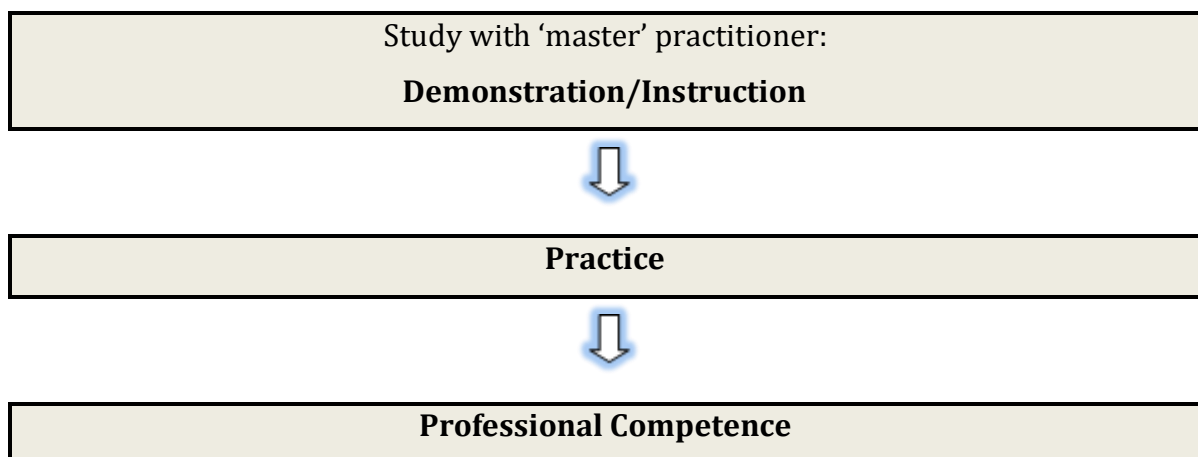 Study with ‘master’ practitioner:
Demonstration/Instruction
Practice
Professional Competence